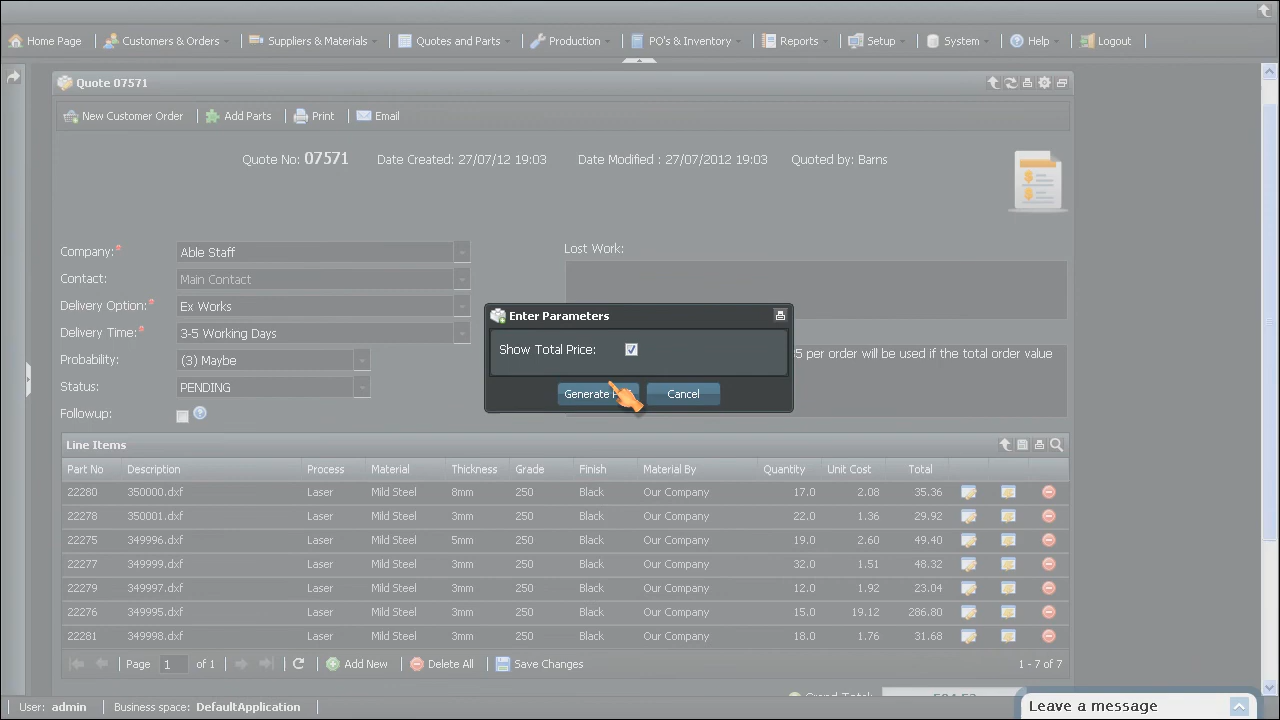 Home Page Customers & Orders Suppliers & Materials Quotes and Parts Production PO's & Inventory Reports Setup System Help Logout
Quote 07571
New Customer Order Add Parts Print Email
Quote No: 07571 Date Created: 27/07/12 19:03 Date Modified : 27/07/2012 19:03 Quoted by: Barns
Company:* Able Staff Lost Work:
Contact: Main Contact
Delivery Option:* Ex Works
Enter Parameters
Delivery Time:* 3-5 Working Days
Show Total Price:
5 per order will be used if the total order value
Probability: (3) Maybe
Status: PENDING
Generate Cancel
Followup:
Line Items
Part No Description Process Material Thickness Grade Finish Material By Quantity Unit Cost Total
22280 350000.dxf Laser Mild Steel 8mm 250 Black Our Company 17.0 2.08 35.36
22278 350001.dxf Laser Mild Steel 3mm 250 Black Our Company 22.0 1.36 29.92
22275 349996.dxf Laser Mild Steel 5mm 250 Black Our Company 19.0 2.60 49.40
22277 349999.dxf Laser Mild Steel 3mm 250 Black Our Company 32.0 1.51 48.32
22279 349997.dxf Laser Mild Steel 3mm 250 Black Our Company 12.0 1.92 23.04
22276 349995.dxf Laser Mild Steel 3mm 250 Black Our Company 15.0 19.12 286.80
22281 349998.dxf Laser Mild Steel 3mm 250 Black Our Company 18.0 1.76 31.68
Page 1 of 1 Add New Delete All Save Changes 1 - 7 of 7
Grand Total:
User: admin Business space: DefaultApplication Leave a message